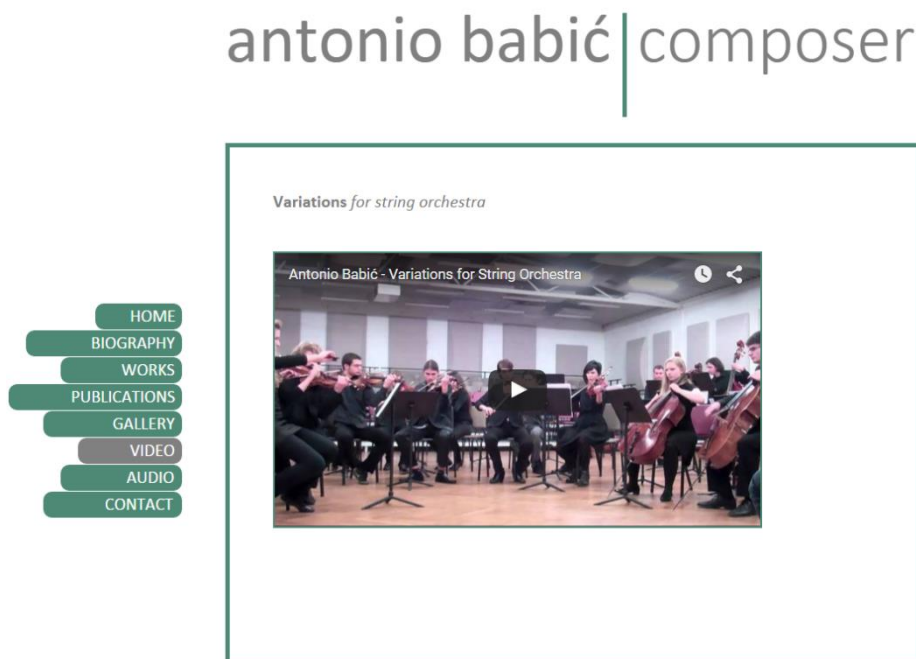 antonio babić composer
Variations for string orchestra
Antonio Babić - Variations for String Orchestra
HOME
BIOGRAPHY
WORKS
PUBLICATIONS
GALLERY
VIDEO
AUDIO
CONTACT